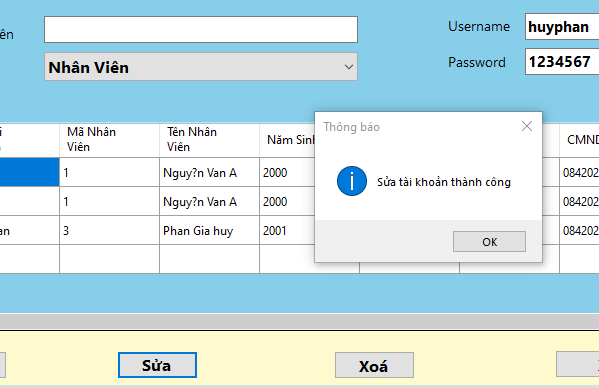 ên
Nhân Viên
Username huyphan
Password 1234567
i Mã Nhân Viên Tên Nhân Viên Năm Sinh CMND
1 Nguy?n Van A 2000 084202
1 Nguy?n Van A 2000 084202
an 3 Phan Gia huy 2001 084202
Thông báo
Sửa tài khoản thành công
OK
Sửa Xoá